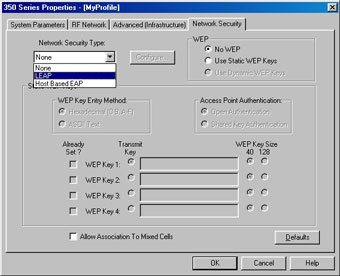 350 Series Properties - [MyProfile]
System Parameters | RF Network | Advanced (Infrastructure) | Network Security
Network Security Type:
None
Configure...
None
LEAP
Host Based EAP
WEP
No WEP
Use Static WEP Keys
Use Dynamic WEP Keys
WEP Key Entry Method:
Hexadecimal (0-9, A-F)
ASCII Text
Access Point Authentication:
Open Authentication
Shared Key Authentication
Already Set ?
Transmit Key
WEP Key Size
40 128
WEP Key 1:
WEP Key 2:
WEP Key 3:
WEP Key 4:
Allow Association To Mixed Cells
Defaults
OK Cancel Help